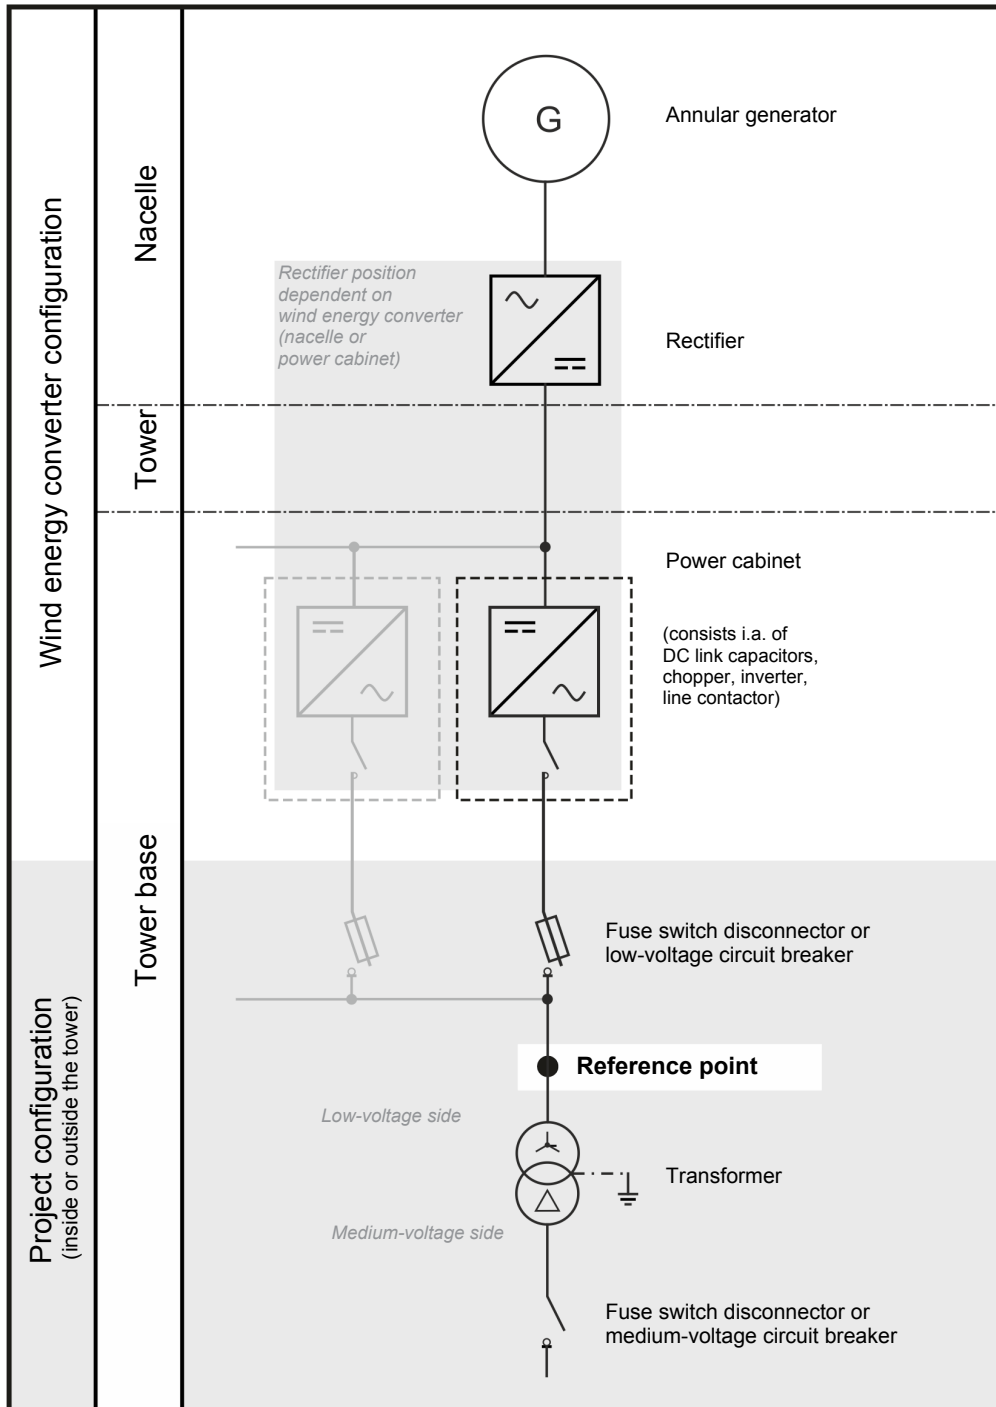 Wind energy converter configuration
Nacelle
G
Annular generator
Rectifier position
dependent on
wind energy converter
(nacelle or
power cabinet)
Rectifier
Tower
Power cabinet
(consists i.a. of
DC link capacitors,
chopper, inverter,
line contactor)
Tower base
Project configuration
(inside or outside the tower)
Fuse switch disconnector or
low-voltage circuit breaker
Reference point
Low-voltage side
Transformer
Medium-voltage side
Fuse switch disconnector or
medium-voltage circuit breaker